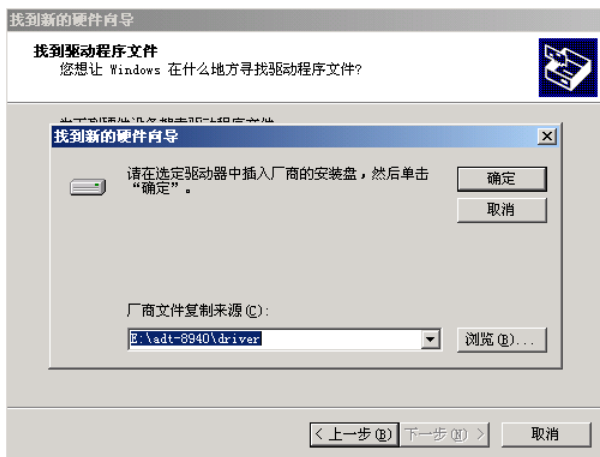 找到新的硬件向导
找到驱动程序文件
您想让 Windows 在什么地方寻找驱动程序文件?
找到新的硬件向导
请在选定驱动器中插入厂商的安装盘，然后单击
“确定”。
确定
取消
厂商文件复制来源(C):
E:\adt-8940\driver
浏览(B)...
< 上一步(B)
下一步(N) >
取消